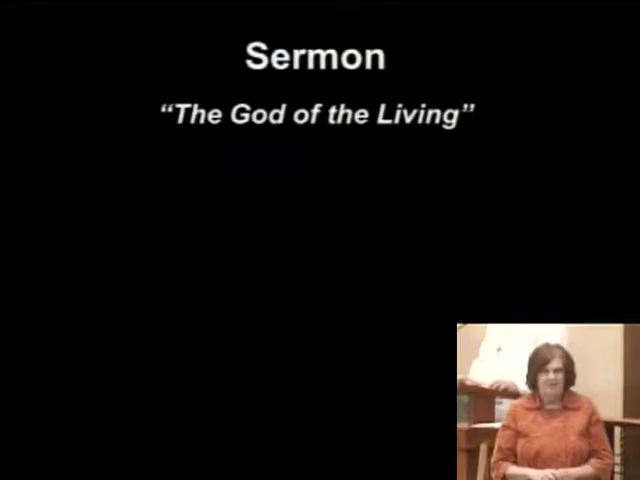 Sermon
“The God of the Living”